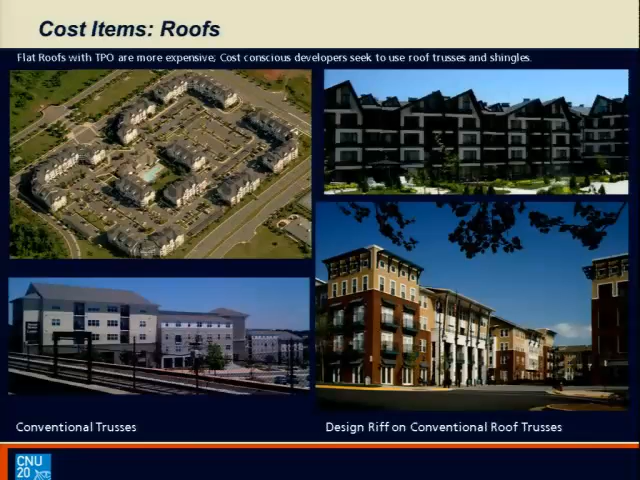 Cost Items: Roofs
Flat Roofs with TPO are more expensive; Cost conscious developers seek to use roof trusses and shingles.
Conventional Trusses
Design Riff on Conventional Roof Trusses
CNU
20